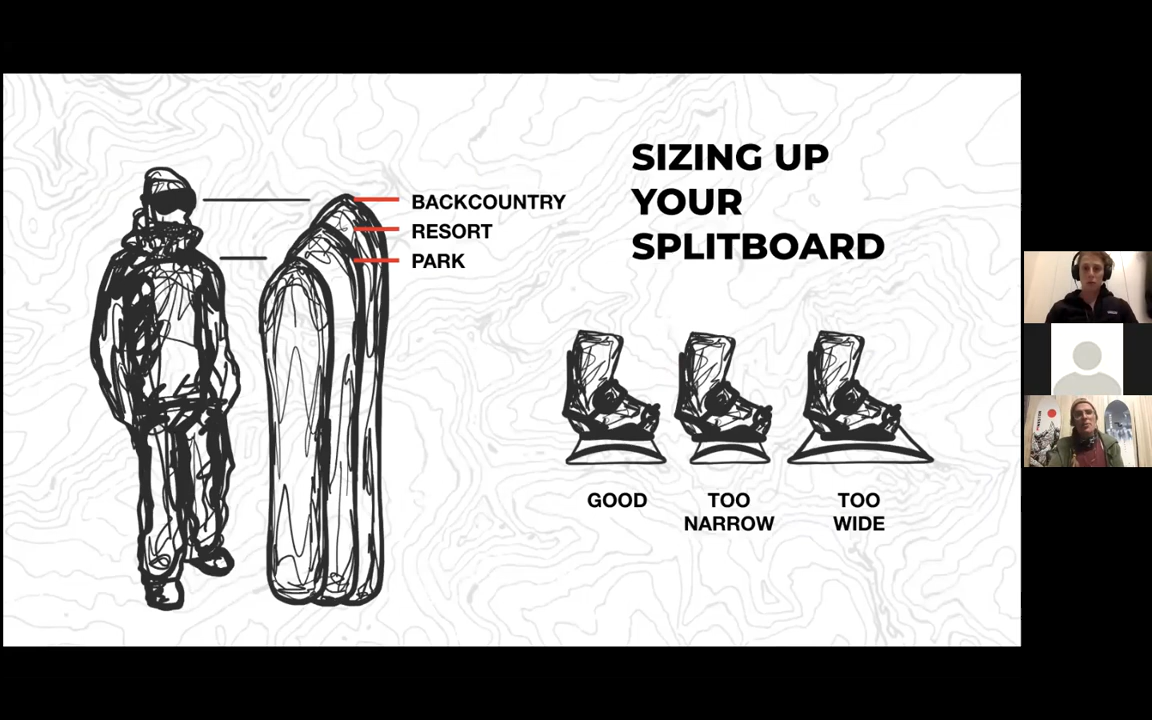 SIZING UP
YOUR
SPLITBOARD
BACKCOUNTRY
RESORT
PARK
GOOD
TOO
NARROW
TOO
WIDE